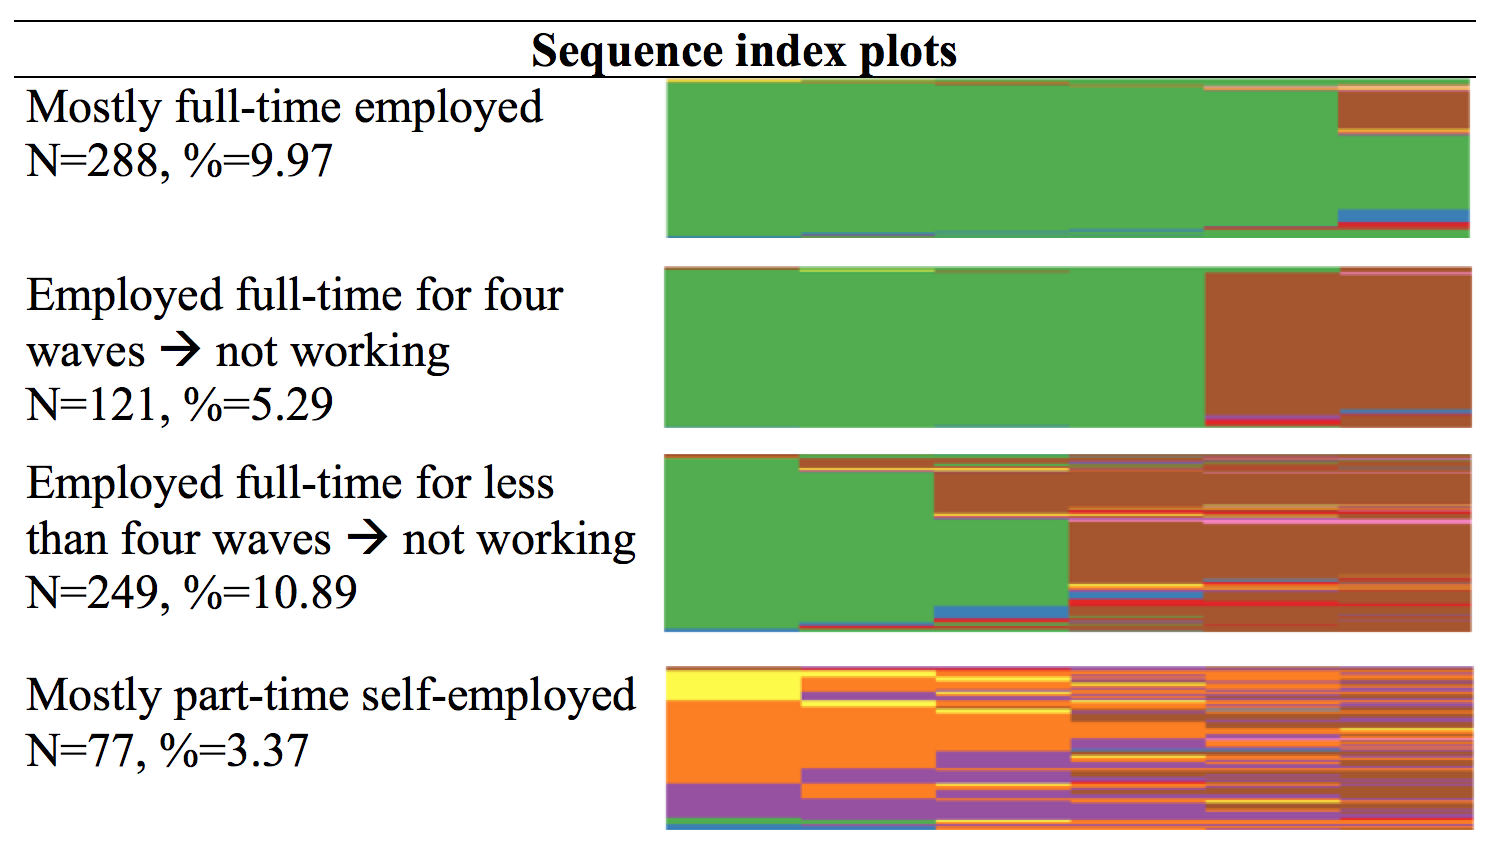 Sequence index plots
Mostly full-time employed
N=288, %=9.97
Employed full-time for four
waves → not working
N=121, %=5.29
Employed full-time for less
than four waves → not working
N=249, %=10.89
Mostly part-time self-employed
N=77, %=3.37